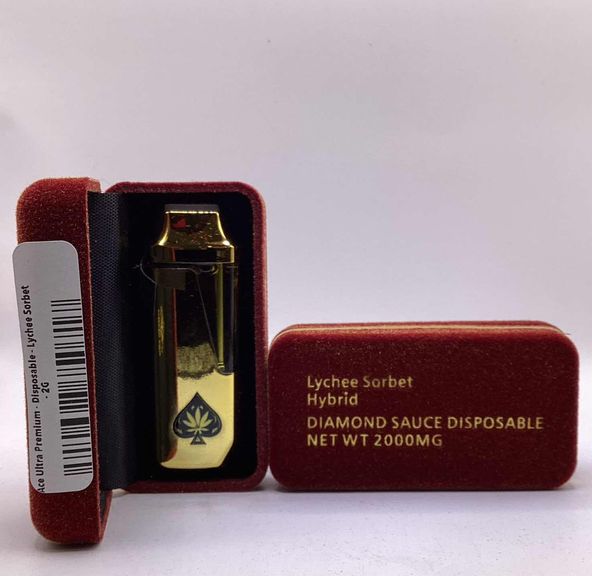 Ace Ultra Premium - Disposable - Lychee Sorbet
- 2G
Lychee Sorbet
Hybrid
DIAMOND SAUCE DISPOSABLE
NET WT 2000MG